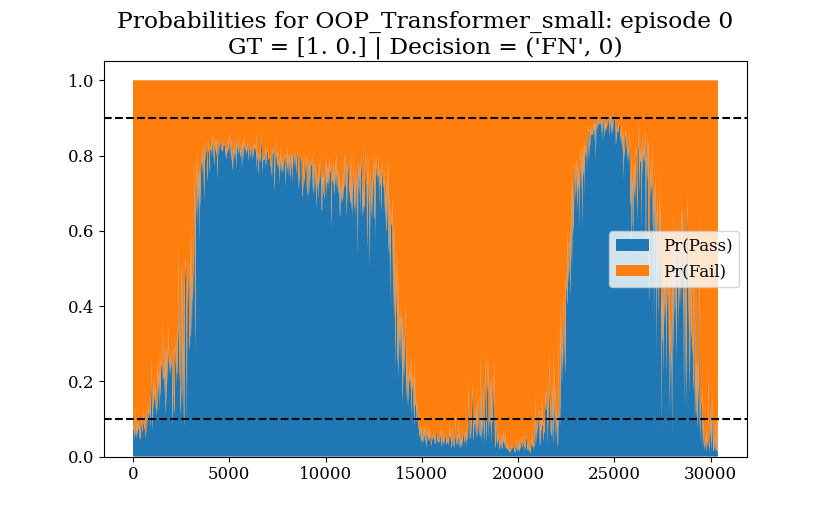 Probabilities for OOP_Transformer_small: episode 0
GT = [1. 0.] | Decision = ('FN', 0)
1.0
0.8
0.6
0.4
0.2
0.0
Pr(Pass)
Pr(Fail)
0 5000 10000 15000 20000 25000 30000